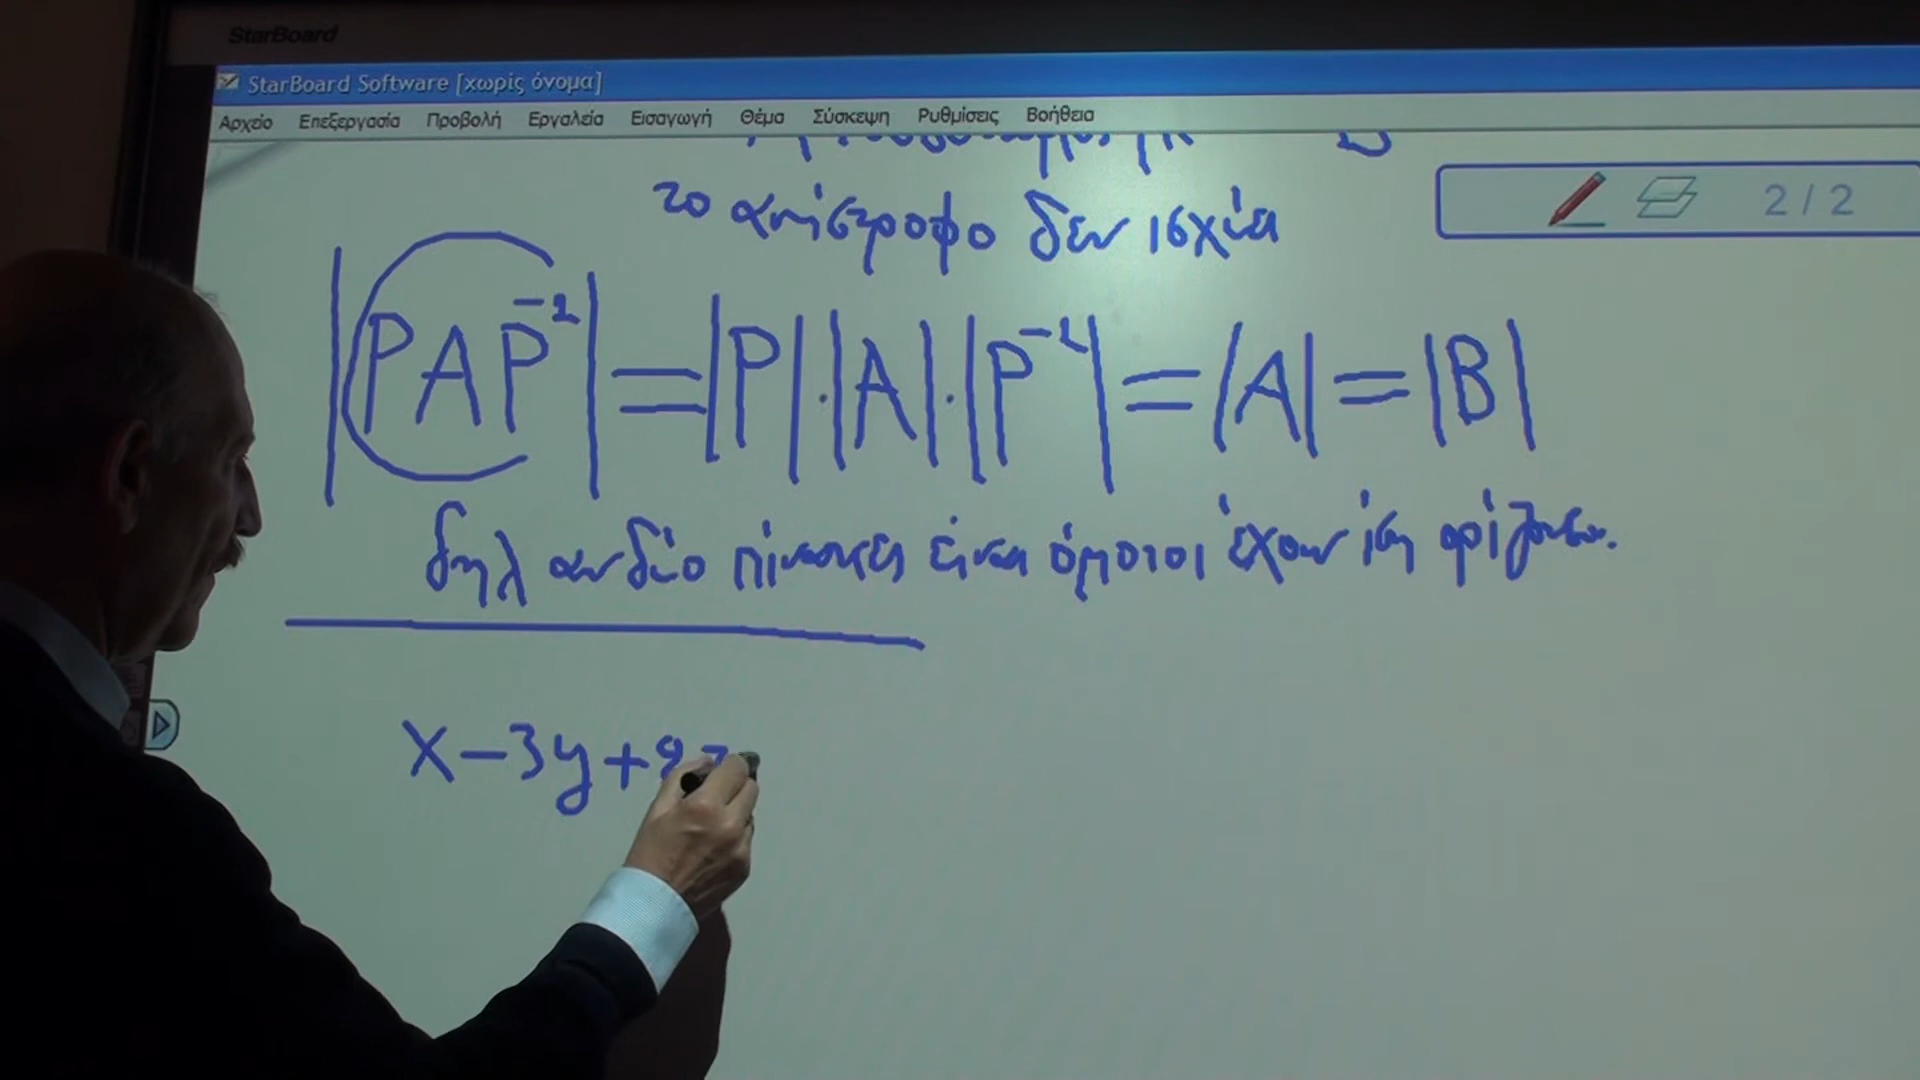 StarBoard
StarBoard Software [χωρίς όνομα]
Αρχείο Επεξεργασία Προβολή Εργαλεία Εισαγωγή Θέμα Σύσκεψη Ρυθμίσεις Βοήθεια
2 / 2
το αντίστροφο δεν ισχύει
|PAP⁻¹| = |P|·|A|·|P⁻¹| = |A| = |B|
δηλ αν δύο πίνακες είναι όμοιοι έχουν ίση ορίζουσα.
x-3y+8z